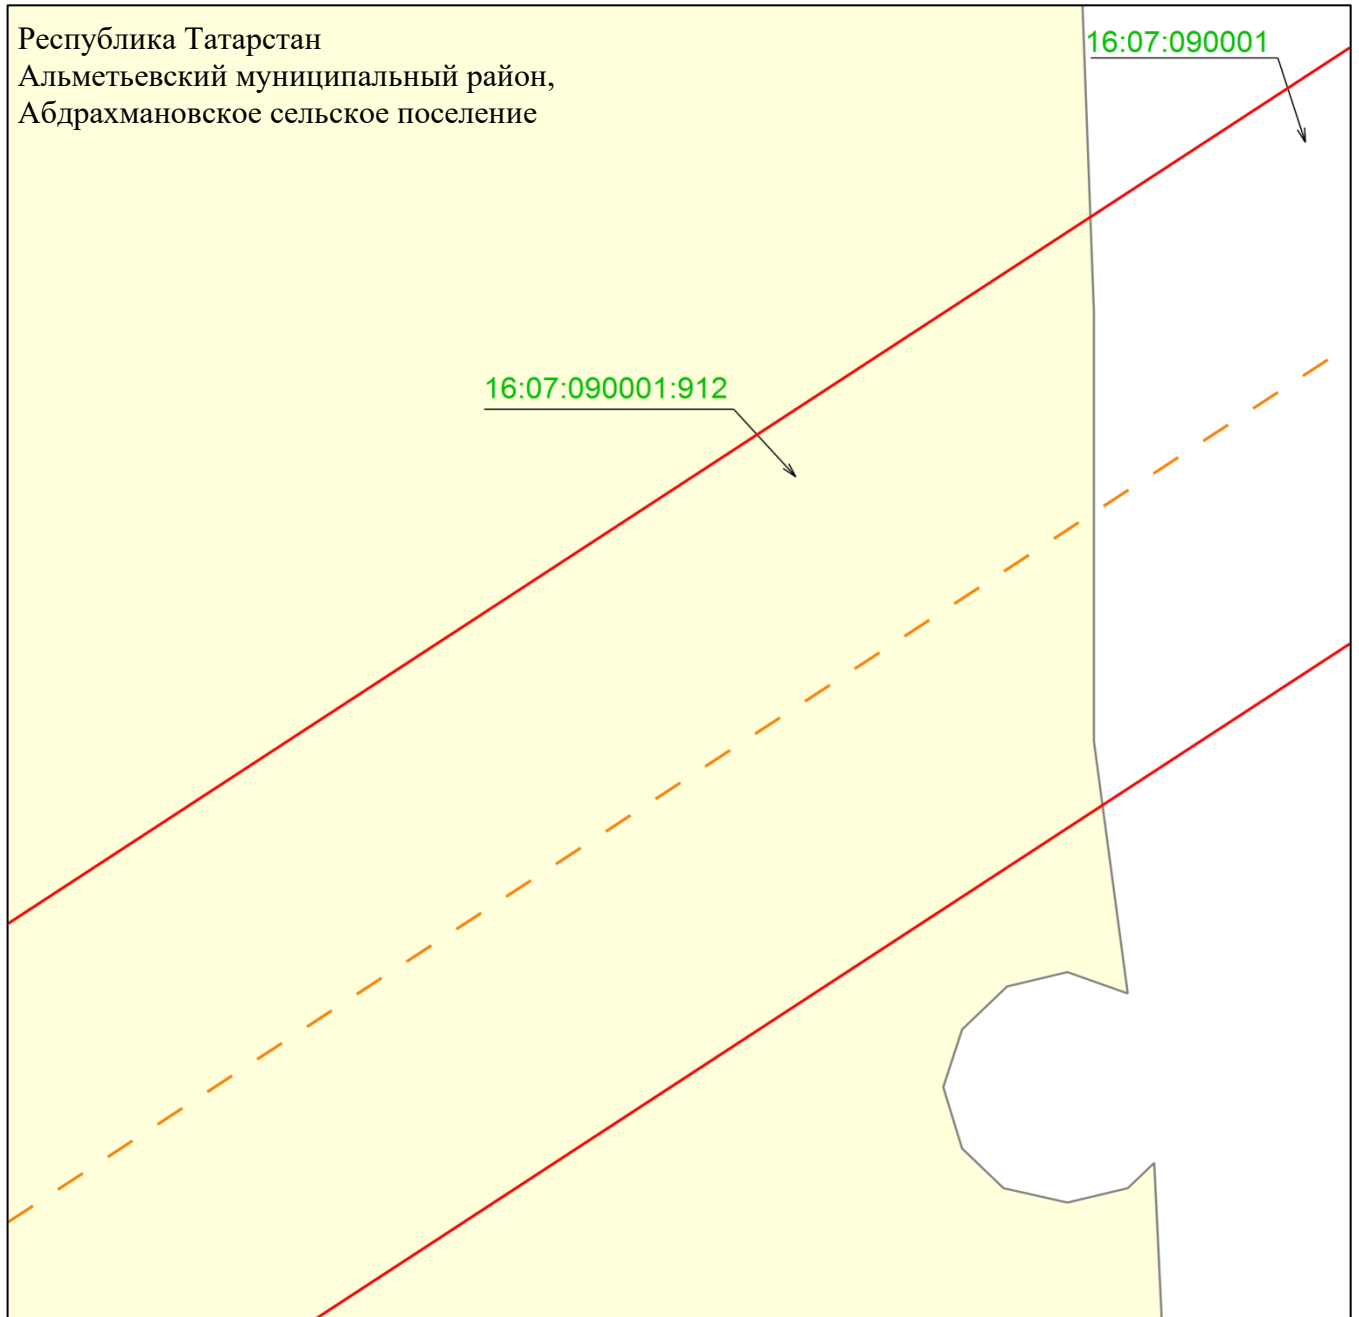 Республика Татарстан
Альметьевский муниципальный район,
Абдрахмановское сельское поселение
16:07:090001
16:07:090001:912